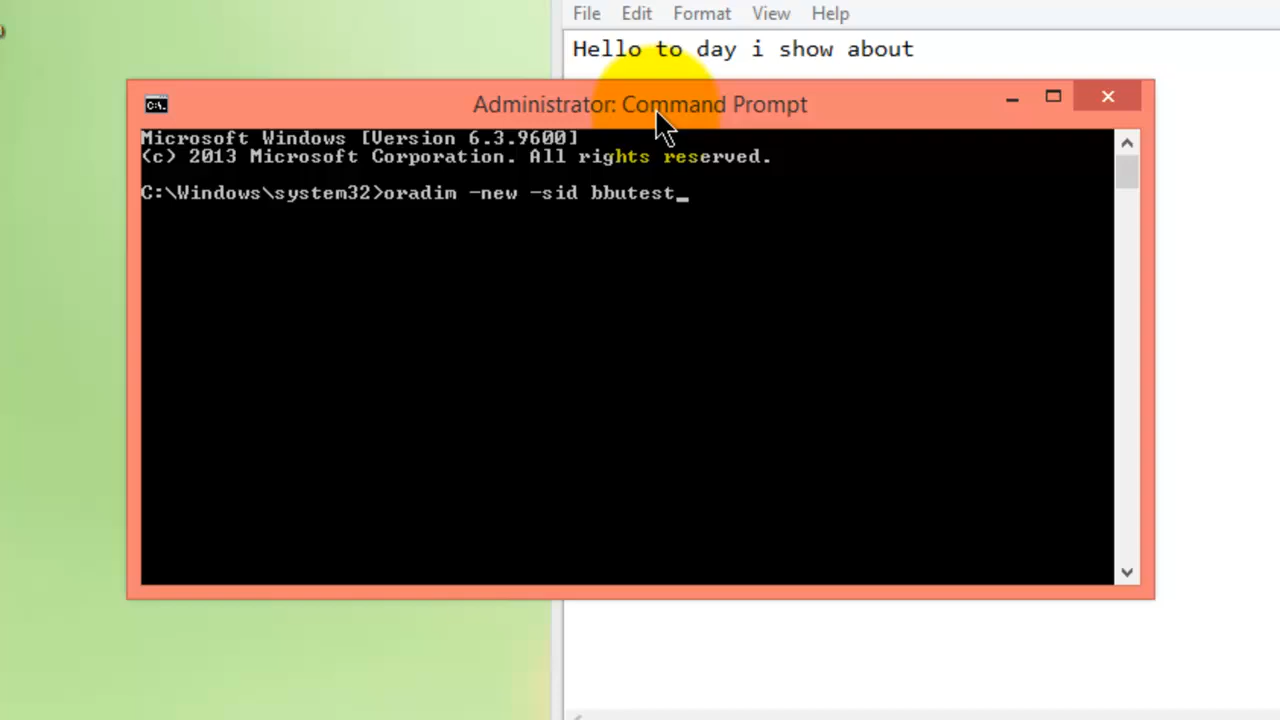 File Edit Format View Help
Hello to day i show about
Administrator: Command Prompt
Microsoft Windows [Version 6.3.9600]
(c) 2013 Microsoft Corporation. All rights reserved.
C:\Windows\system32>oradim -new -sid bbutest_